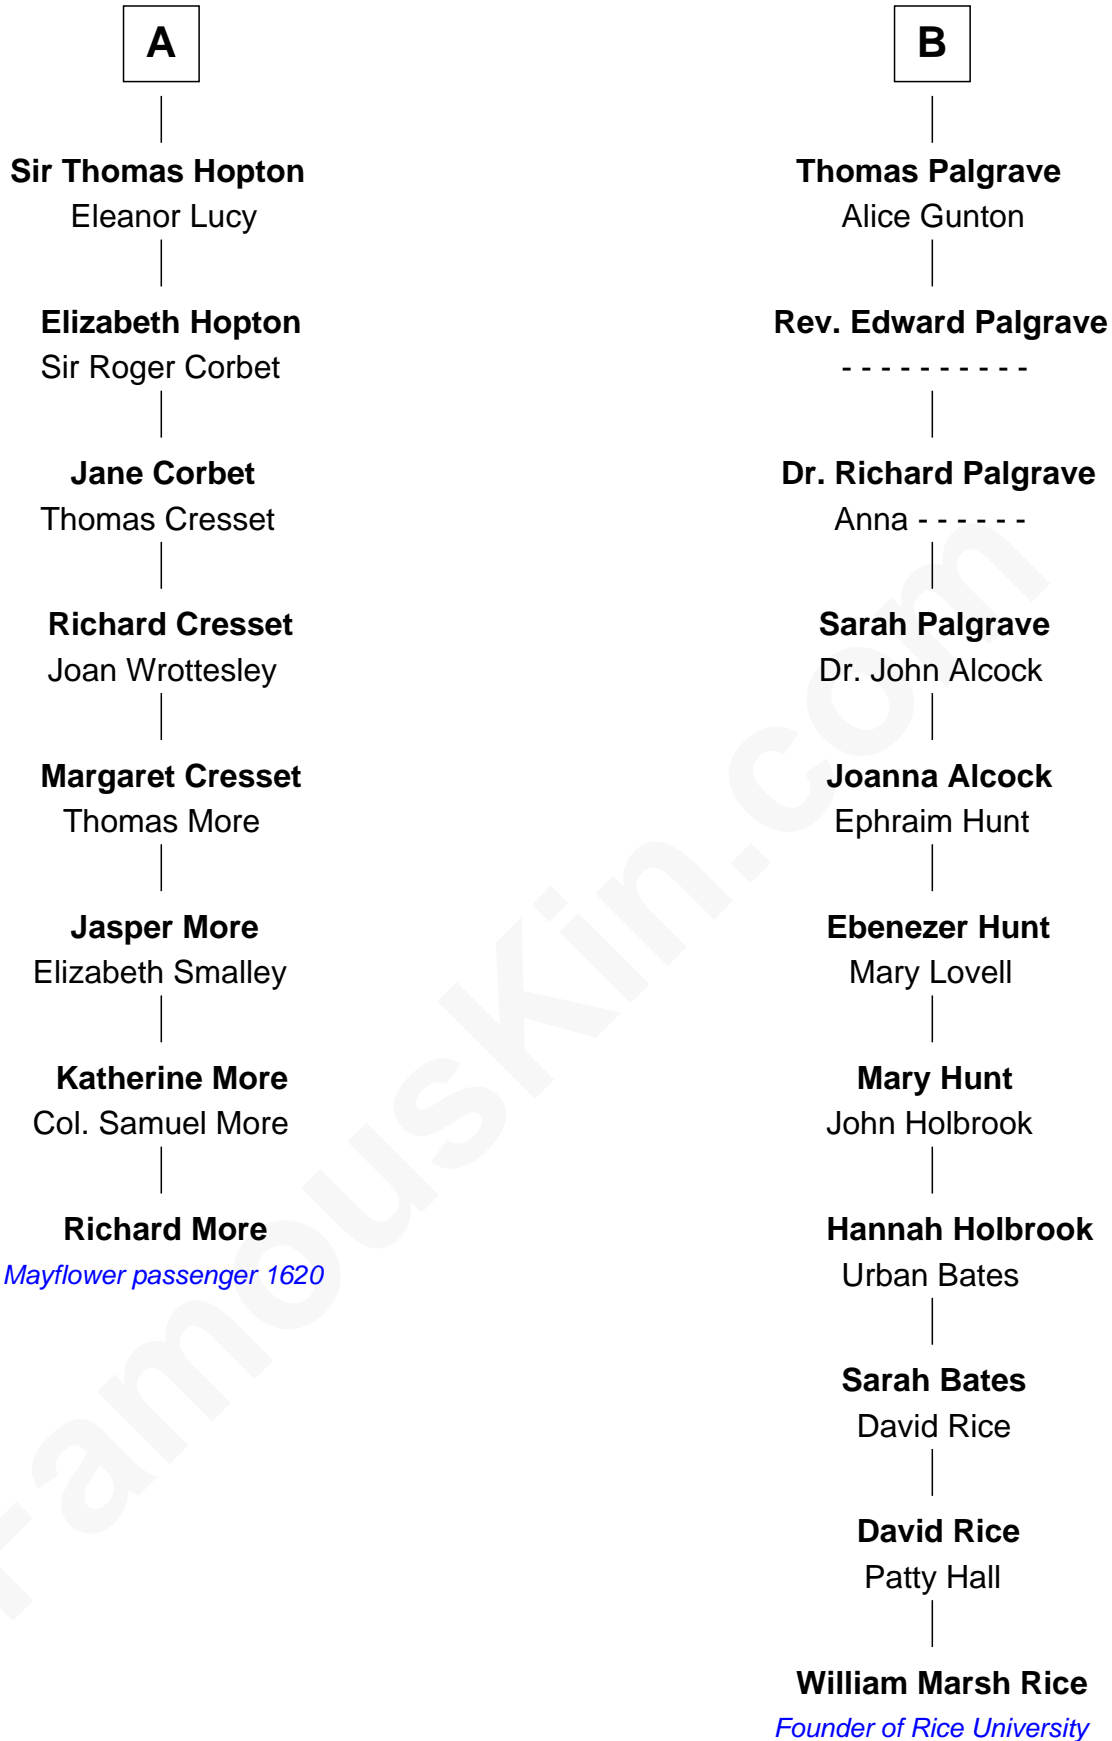 A
Sir Thomas Hopton
Eleanor Lucy
Elizabeth Hopton
Sir Roger Corbet
Jane Corbet
Thomas Cresset
Richard Cresset
Joan Wrottesley
Margaret Cresset
Thomas More
Jasper More
Elizabeth Smalley
Katherine More
Col. Samuel More
Richard More
Mayflower passenger 1620
B
Thomas Palgrave
Alice Gunton
Rev. Edward Palgrave
- - - - - - - - - -
Dr. Richard Palgrave
Anna - - - - - -
Sarah Palgrave
Dr. John Alcock
Joanna Alcock
Ephraim Hunt
Ebenezer Hunt
Mary Lovell
Mary Hunt
John Holbrook
Hannah Holbrook
Urban Bates
Sarah Bates
David Rice
David Rice
Patty Hall
William Marsh Rice
Founder of Rice University
FamousKin.com